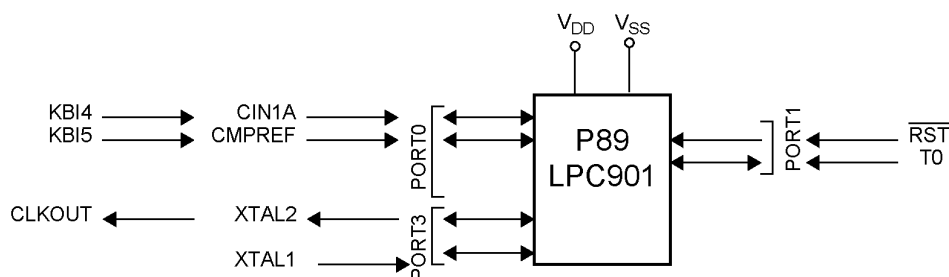 VDD VSS
KBI4 CIN1A
KBI5 CMPREF
PORT0
P89
LPC901
PORT1
RST
T0
CLKOUT XTAL2
XTAL1
PORT3